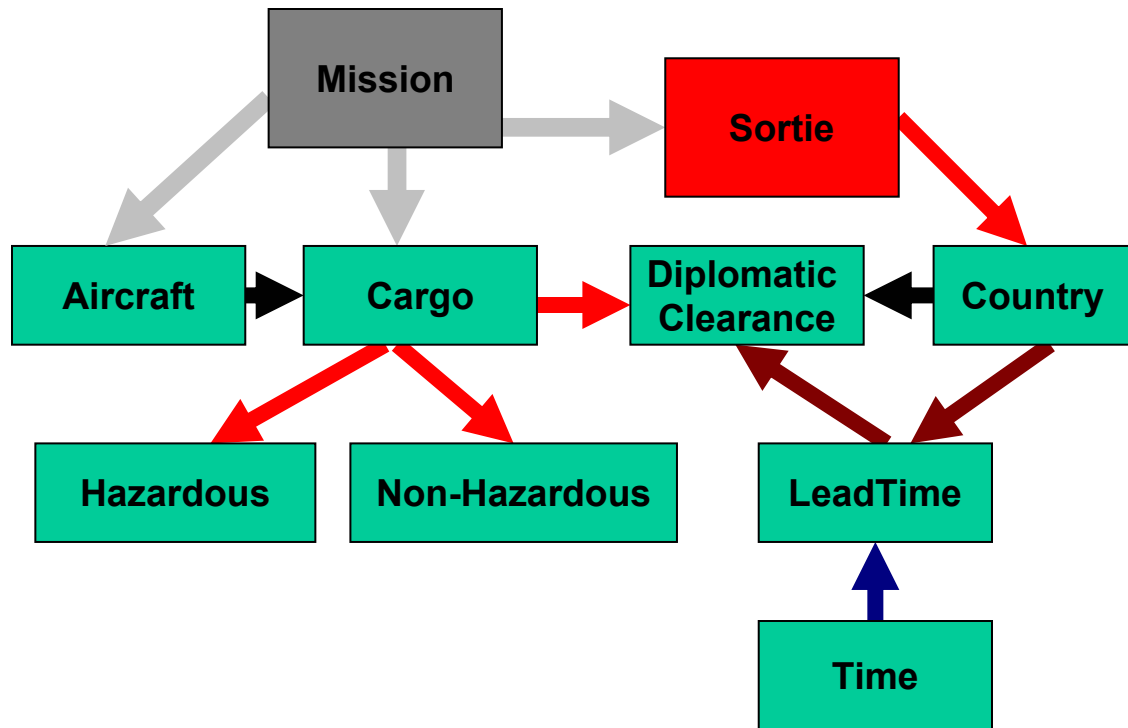 Mission
Sortie
Aircraft
Cargo
Diplomatic
Clearance
Country
Hazardous
Non-Hazardous
LeadTime
Time